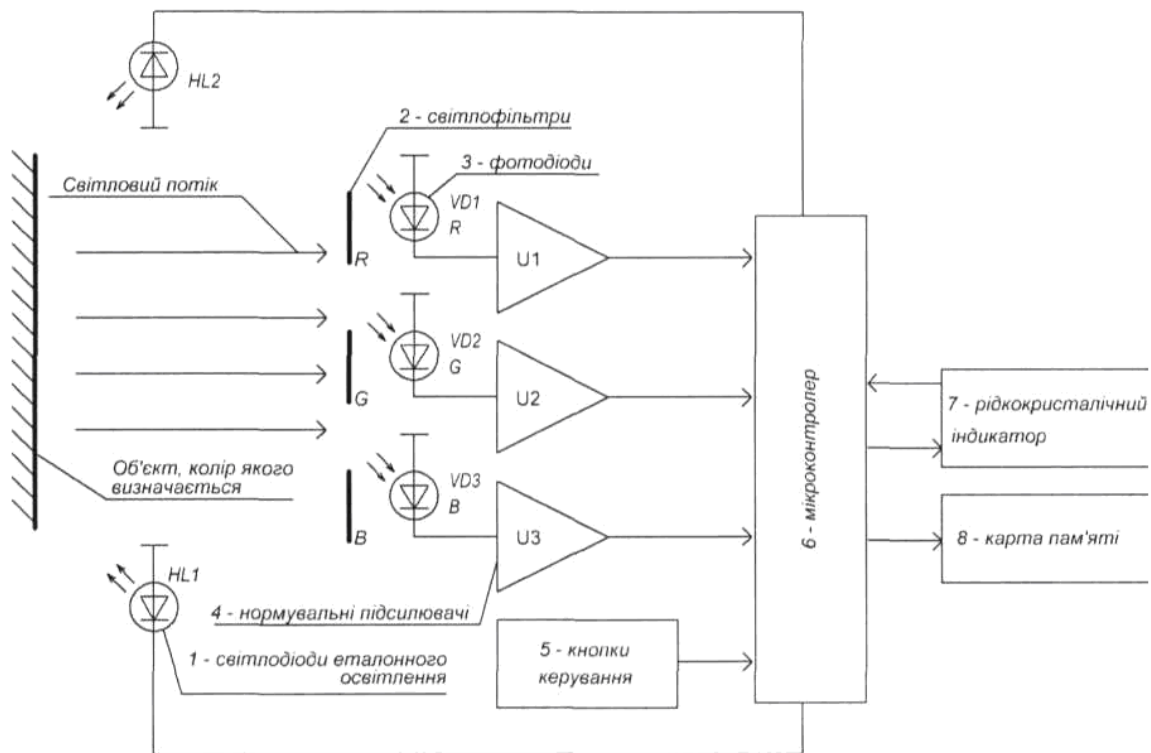 HL2
2 - світлофільтри
3 - фотодіоди
Світловий потік
VD1
R
R
U1
VD2
G
G
U2
Об'єкт, колір якого
визначається
VD3
B
B
U3
6 - мікроконтролер
7 - рідкокристалічний
індикатор
8 - карта пам'яті
HL1
4 - нормувальні підсилювачі
1 - світлодіоди еталонного
освітлення
5 - кнопки
керування